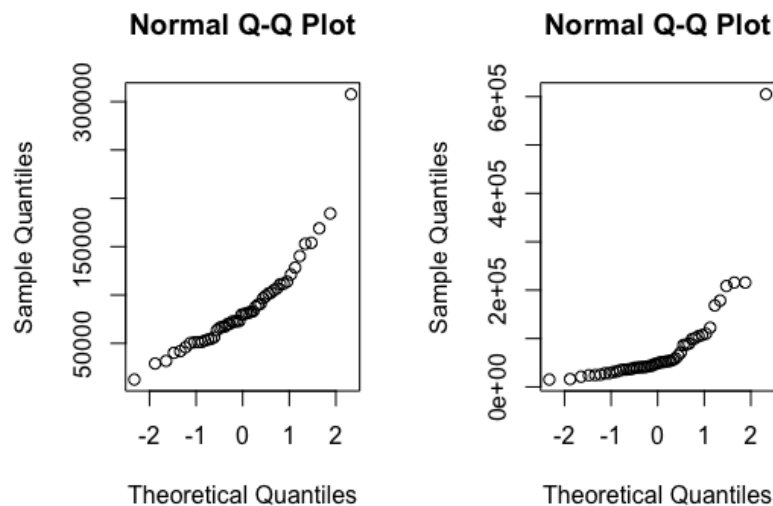 Normal Q-Q Plot
Sample Quantiles
300000
150000
50000
-2 -1 0 1 2
Theoretical Quantiles
Normal Q-Q Plot
Sample Quantiles
6e+05
4e+05
2e+05
0e+00
-2 -1 0 1 2
Theoretical Quantiles